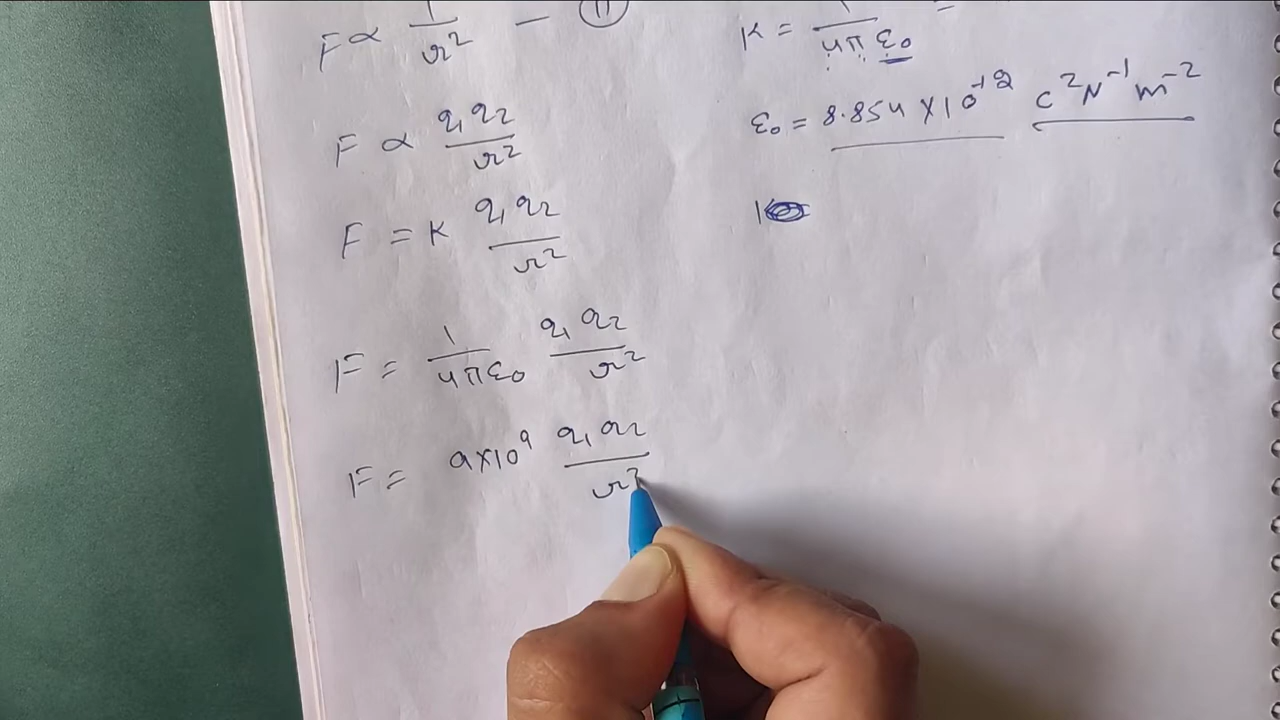 F ∝ 1/r² — (11)
F ∝ q₁q₂/r²
F = K q₁q₂/r²
F = 1/4πε₀ q₁q₂/r²
F = 9×10⁹ q₁q₂/r²
K = 1/4πε₀ =
ε₀ = 8.854 × 10⁻¹² C²N⁻¹m⁻²